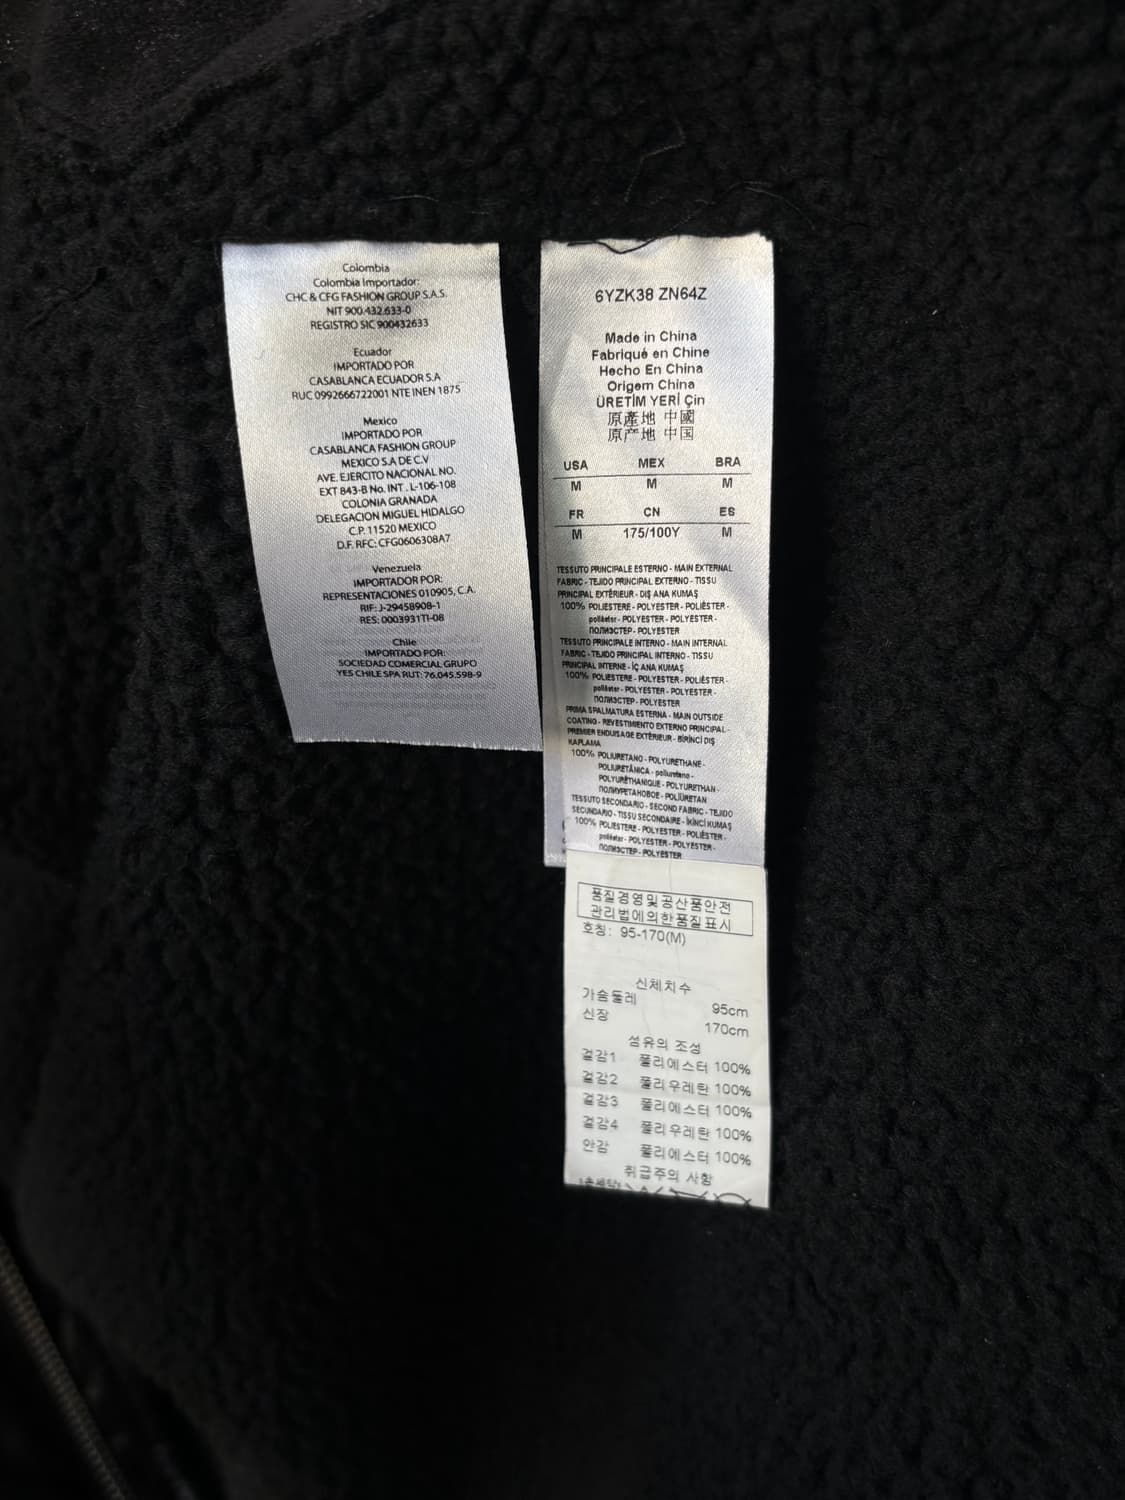 Colombia
Colombia Importador:
CHC & CFG FASHION GROUP S.A.S.
NIT 900.432.633-0
REGISTRO SIC 900432633
Ecuador
IMPORTADO POR
CASABLANCA ECUADOR S.A
RUC 0992666722001 NTE INEN 1875
Mexico
IMPORTADO POR
CASABLANCA FASHION GROUP
MEXICO S.A DE C.V
AVE. EJERCITO NACIONAL NO.
EXT 843-B No. INT . L-106-108
COLONIA GRANADA
DELEGACION MIGUEL HIDALGO
C.P. 11520 MEXICO
D.F. RFC: CFG0606308A7
Venezuela
IMPORTADOR POR:
REPRESENTACIONES 010905, C.A.
RIF: J-29458908-1
RES: 0003931TI-08
Chile
IMPORTADO POR:
SOCIEDAD COMERCIAL GRUPO
YES CHILE SPA RUT: 76.045.598-9
6YZK38 ZN64Z
Made in China
Fabriqué en Chine
Hecho En China
Origem China
ÜRETİM YERİ Çin
原產地 中國
原产地 中国
USA MEX BRA
M M M
FR CN ES
M 175/100Y M
TESSUTO PRINCIPALE ESTERNO - MAIN EXTERNAL
FABRIC - TEJIDO PRINCIPAL EXTERNO - TISSU
PRINCIPAL EXTÉRIEUR - DIŞ ANA KUMAŞ
100% POLIESTERE - POLYESTER - POLIÉSTER -
poliéster - POLYESTER - POLYESTER -
ПОЛИЭСТЕР - POLYESTER
TESSUTO PRINCIPALE INTERNO - MAIN INTERNAL
FABRIC - TEJIDO PRINCIPAL INTERNO - TISSU
PRINCIPAL INTERNE - İÇ ANA KUMAŞ
100% POLIESTERE - POLYESTER - POLIÉSTER -
poliéster - POLYESTER - POLYESTER -
ПОЛИЭСТЕР - POLYESTER
PRIMA SPALMATURA ESTERNA - MAIN OUTSIDE
COATING - REVESTIMIENTO EXTERNO PRINCIPAL -
PREMIER ENDUISAGE EXTÉRIEUR - BİRİNCİ DIŞ
KAPLAMA
100% POLIURETANO - POLYURETHANE -
POLIURETÂNICA - poliuretano -
POLYURÉTHANIQUE - POLYURETHAN -
ПОЛИУРЕТАНОВОЕ - POLİÜRETAN
TESSUTO SECONDARIO - SECOND FABRIC - TEJIDO
SECUNDARIO - TISSU SECONDAIRE - İKİNCİ KUMAŞ
100% POLIESTERE - POLYESTER - POLIÉSTER -
poliéster - POLYESTER - POLYESTER -
ПОЛИЭСТЕР - POLYESTER
품질경영및공산품안전
관리법에의한품질표시
호칭: 95-170(M)
신체치수
가슴둘레 95cm
신장 170cm
섬유의 조성
겉감1 폴리에스터 100%
겉감2 폴리우레탄 100%
겉감3 폴리에스터 100%
겉감4 폴리우레탄 100%
안감 폴리에스터 100%
취급주의 사항